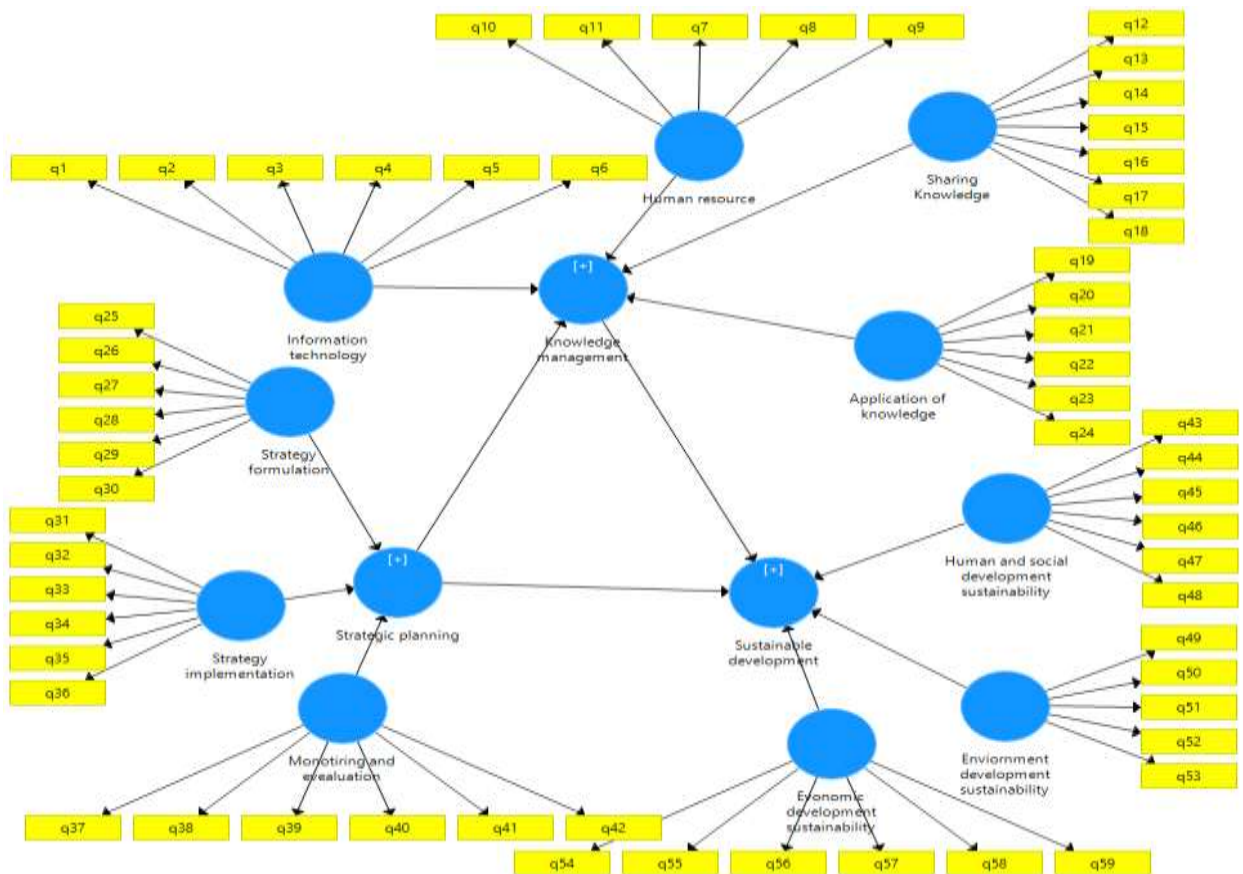 q10
q11
q7
q8
q9
q12
q13
q14
q15
q16
q17
q18
Human resource
Sharing
Knowledge
q1
q2
q3
q4
q5
q6
Information
technology
[+]
Knowledge
management
q19
q20
q21
q22
q23
q24
Application of
knowledge
q25
q26
q27
q28
q29
q30
Strategy
formulation
q31
q32
q33
q34
q35
q36
Strategy
implementation
[+]
Strategic planning
[+]
Sustainable
development
q43
q44
q45
q46
q47
q48
Human and social
development
sustainability
q49
q50
q51
q52
q53
Enviornment
development
sustainability
Monotiring and
evealuation
q37
q38
q39
q40
q41
q42
Evonomic
development
sustainability
q54
q55
q56
q57
q58
q59